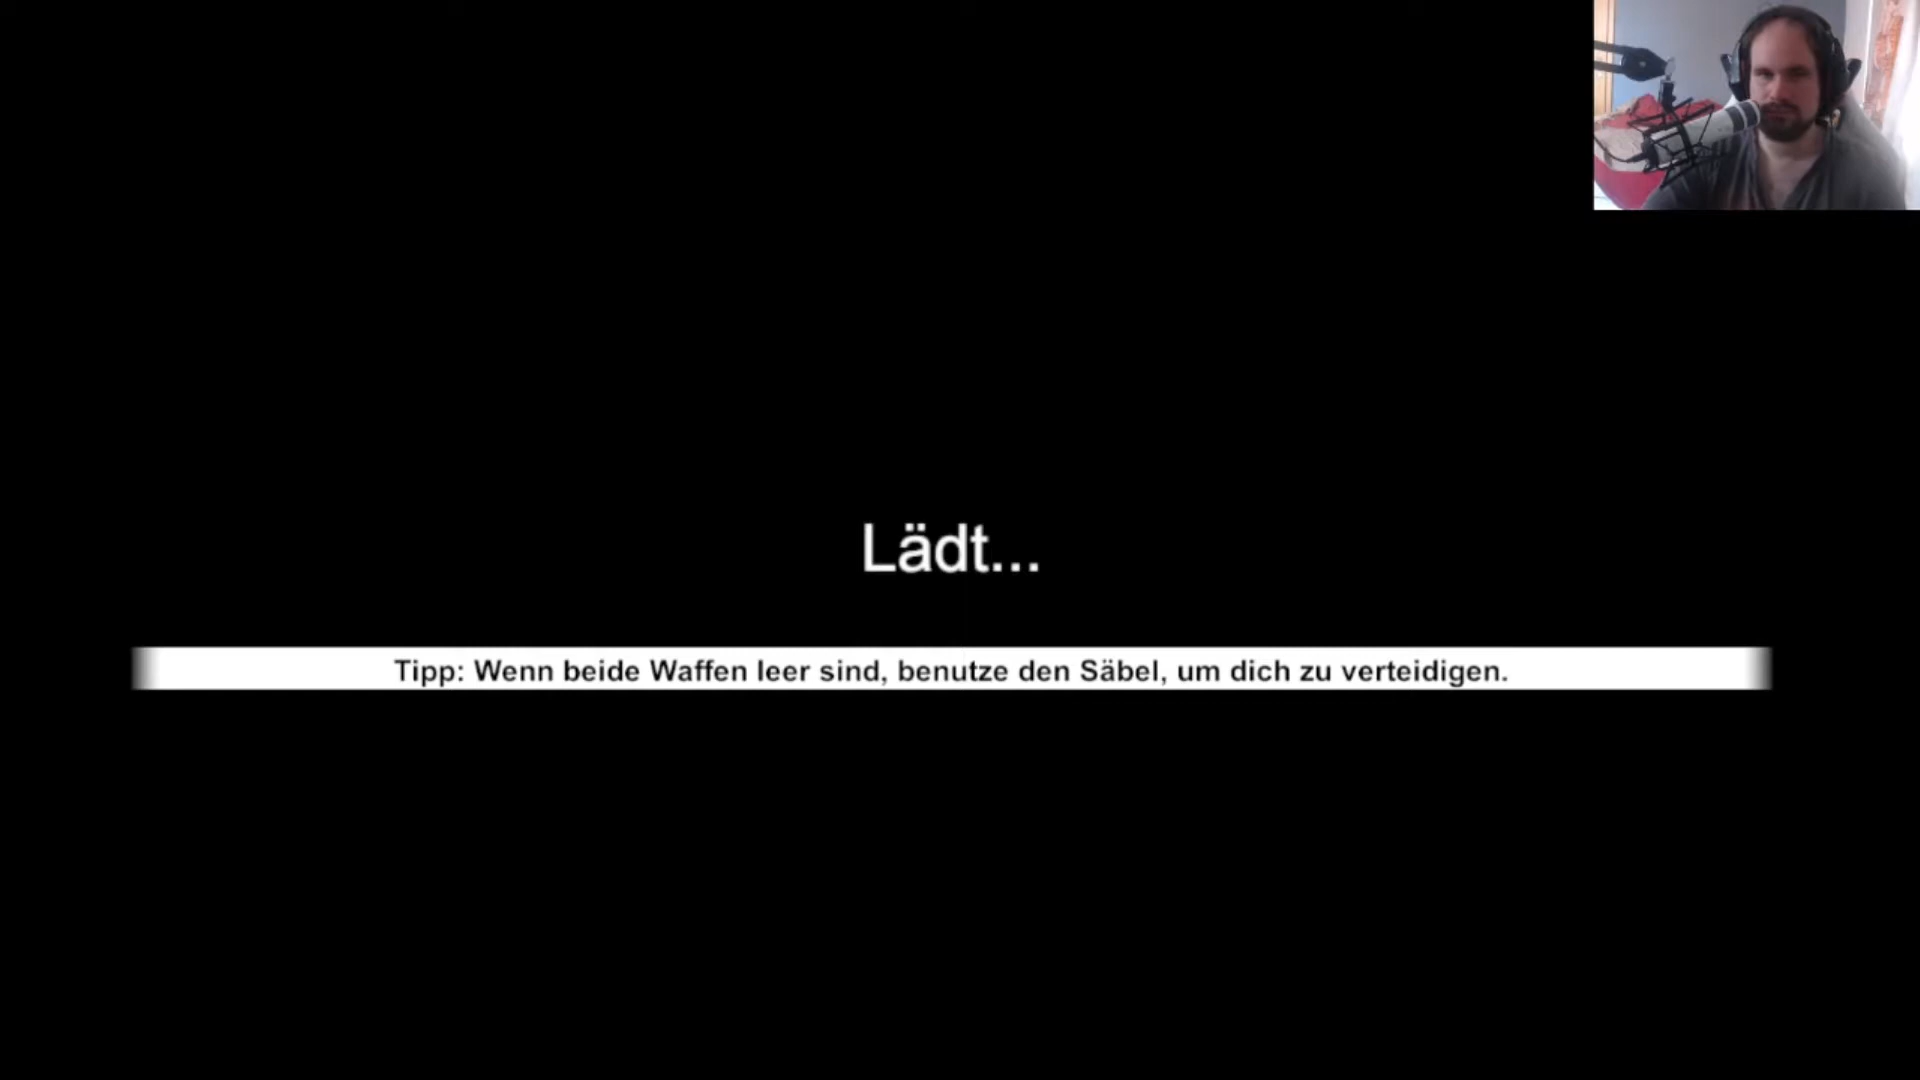 Lädt...
Tipp: Wenn beide Waffen leer sind, benutze den Säbel, um dich zu verteidigen.